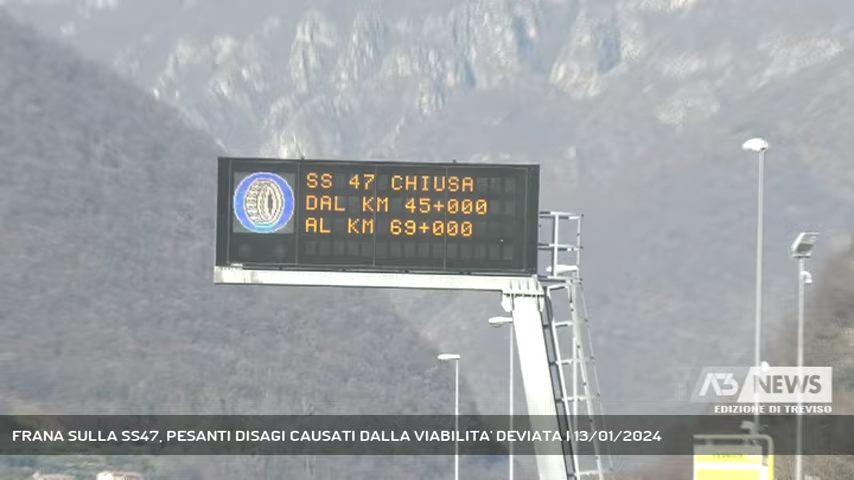 SS 47 CHIUSA
DAL KM 45+000
AL KM 69+000
A3 NEWS
EDIZIONE DI TREVISO
FRANA SULLA SS47, PESANTI DISAGI CAUSATI DALLA VIABILITA' DEVIATA | 13/01/2024